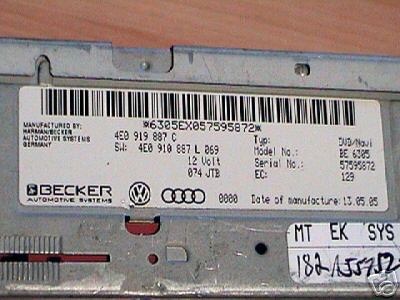 *6305EX057595872*
MANUFACTURED BY:
HARMAN/BECKER
AUTOMOTIVE SYSTEMS
GERMANY
4E0 919 887 C
SW: 4E0 910 887 L 069
12 Volt
074 JTB
Typ: DVD/Navi
Model No.: BE 6305
Serial No.: 57595872
EC: 129
BECKER
AUTOMOTIVE SYSTEMS
0000 Date of manufacture: 13.05.05
MT EK SYS